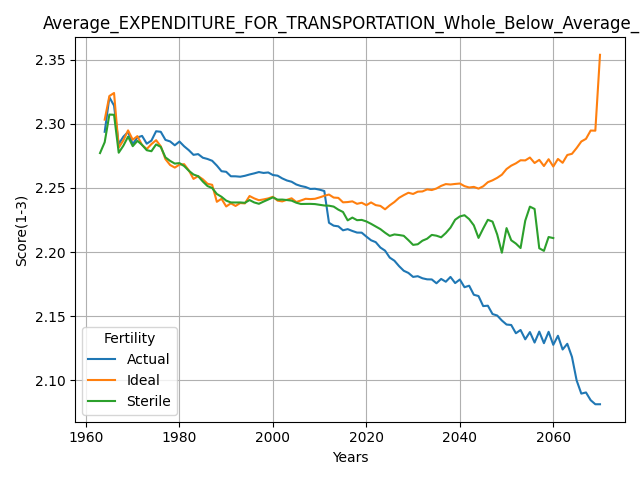 Average_EXPENDITURE_FOR_TRANSPORTATION_Whole_Below_Average_
2.35
2.30
2.25
2.20
2.15
2.10
Score(1-3)
Fertility
Actual
Ideal
Sterile
1960 1980 2000 2020 2040 2060
Years